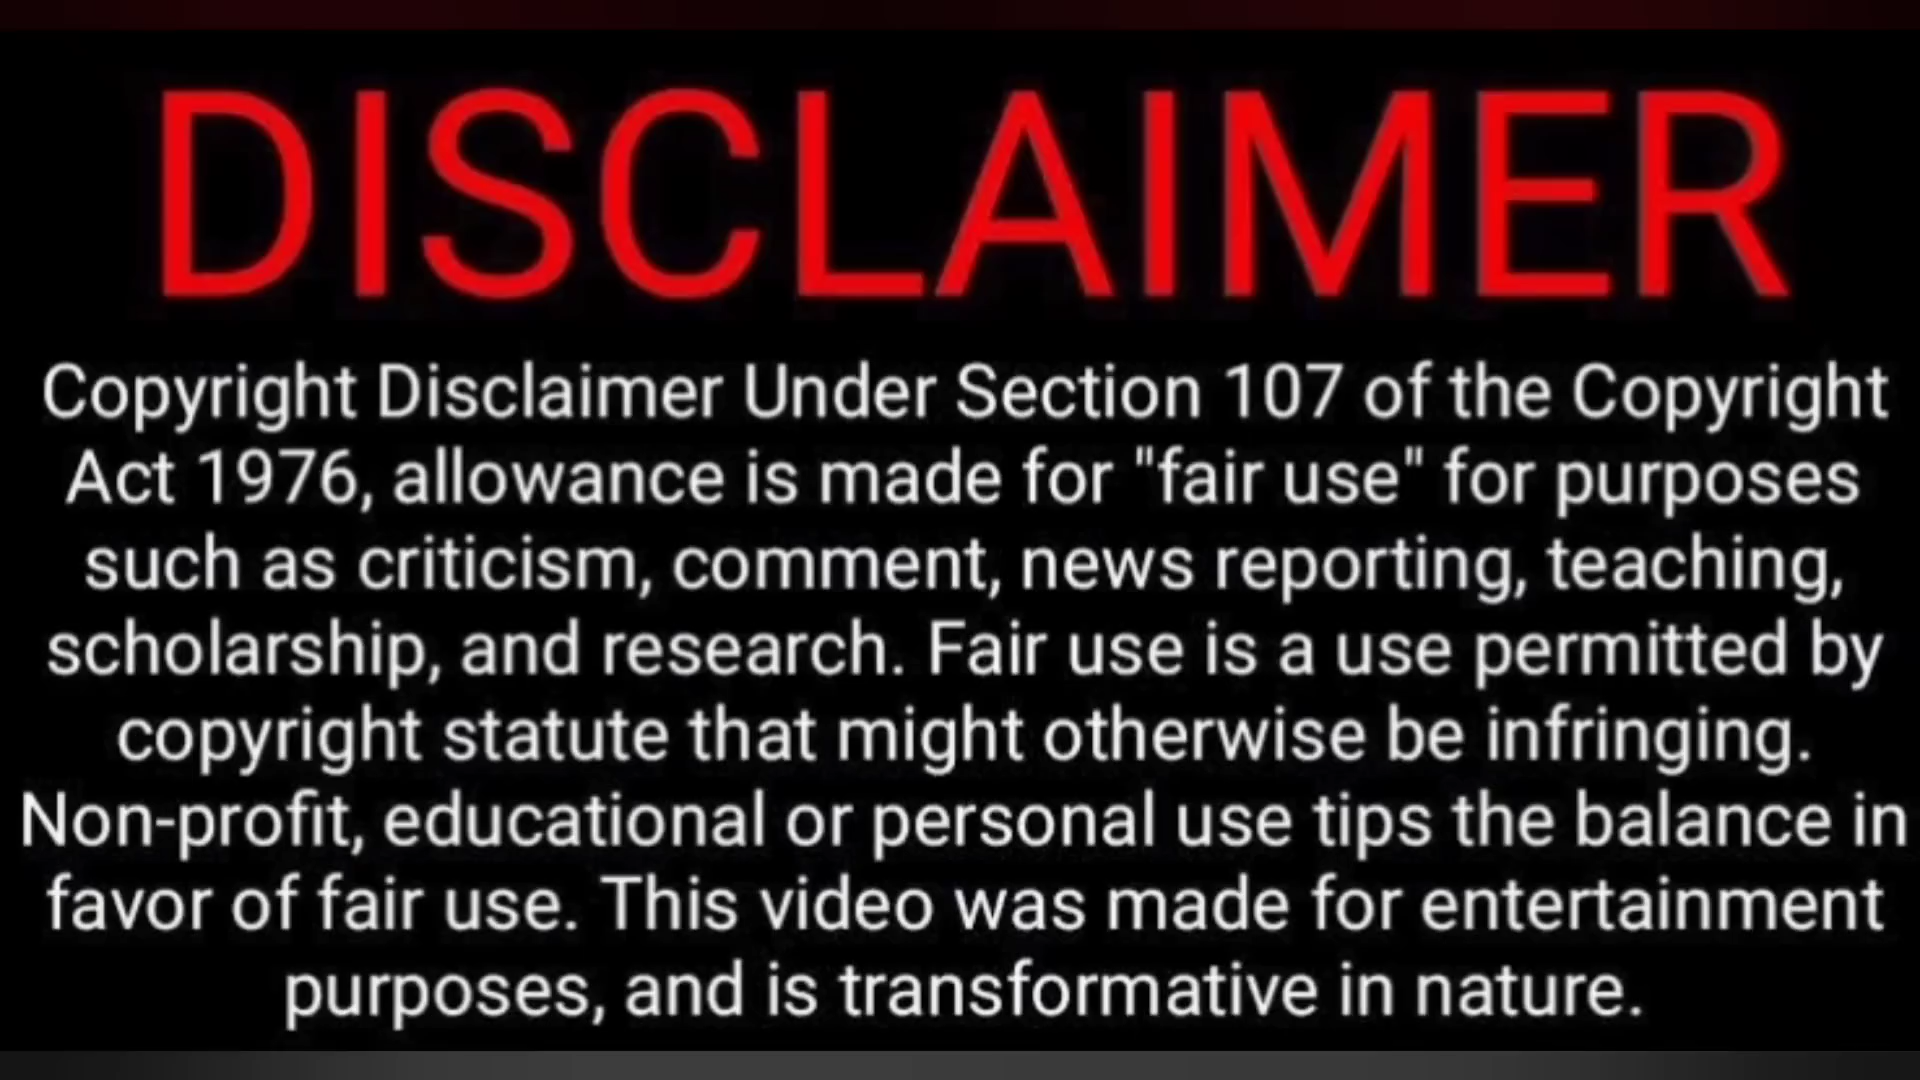 DISCLAIMER
Copyright Disclaimer Under Section 107 of the Copyright
Act 1976, allowance is made for "fair use" for purposes
such as criticism, comment, news reporting, teaching,
scholarship, and research. Fair use is a use permitted by
copyright statute that might otherwise be infringing.
Non-profit, educational or personal use tips the balance in
favor of fair use. This video was made for entertainment
purposes, and is transformative in nature.